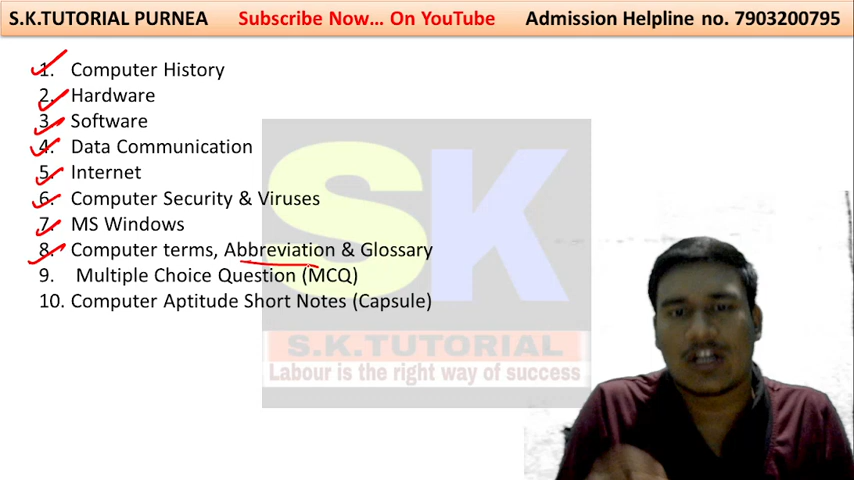 S.K.TUTORIAL PURNEA Subscribe Now... On YouTube Admission Helpline no. 7903200795
1. Computer History
2. Hardware
3. Software
4. Data Communication
5. Internet
6. Computer Security & Viruses
7. MS Windows
8. Computer terms, Abbreviation & Glossary
9. Multiple Choice Question (MCQ)
10. Computer Aptitude Short Notes (Capsule)
SK
S.K.TUTORIAL
Labour is the right way of success